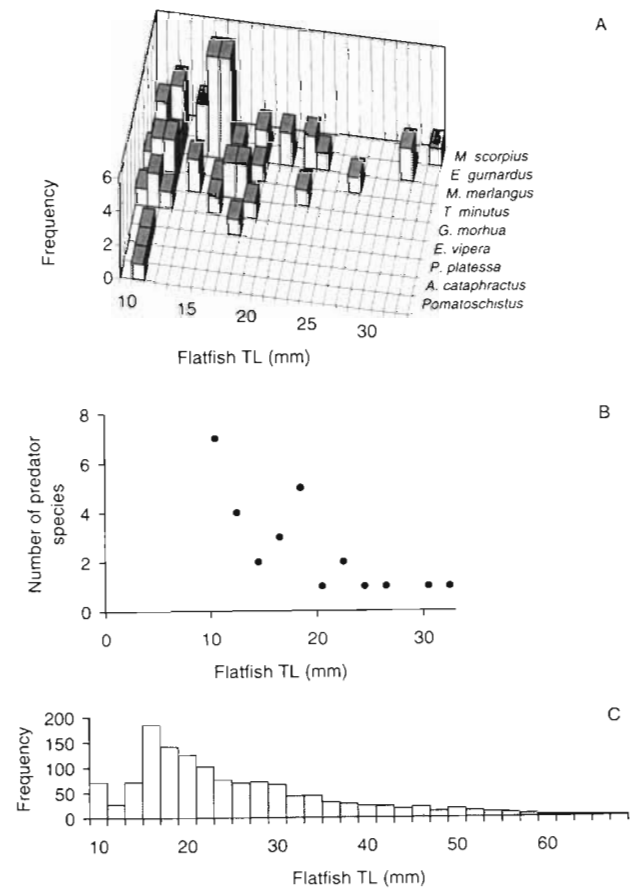 A
6
4
2
0
Frequency
10
15
20
25
30
M scorpius
E gurnardus
M. merlangus
T minutus
G. morhua
E. vipera
P. platessa
A. cataphractus
Pomatoschistus
Flatfish TL (mm)
B
8
6
4
2
0
Number of predator
species
0
10
20
30
Flatfish TL (mm)
C
200
150
100
50
0
Frequency
10
20
30
40
50
60
Flatfish TL (mm)